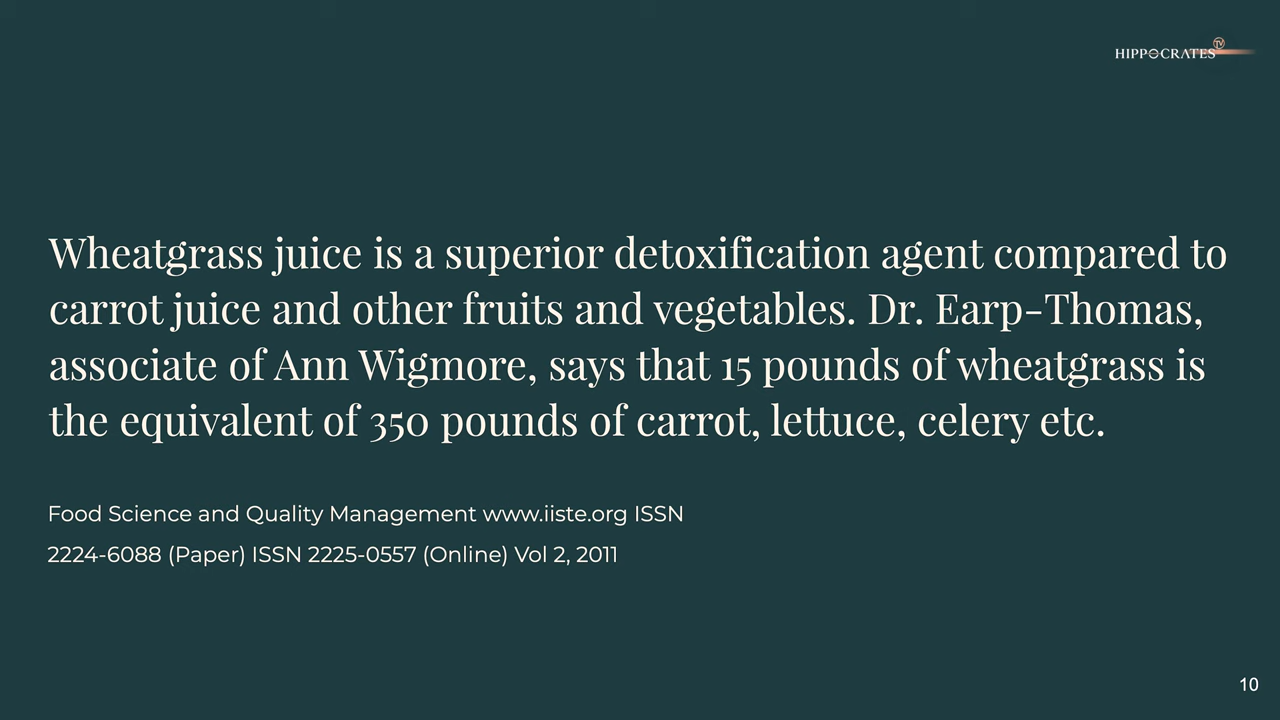 HIPPOCRATES TV
Wheatgrass juice is a superior detoxification agent compared to
carrot juice and other fruits and vegetables. Dr. Earp-Thomas,
associate of Ann Wigmore, says that 15 pounds of wheatgrass is
the equivalent of 350 pounds of carrot, lettuce, celery etc.
Food Science and Quality Management www.iiste.org ISSN
2224-6088 (Paper) ISSN 2225-0557 (Online) Vol 2, 2011
10